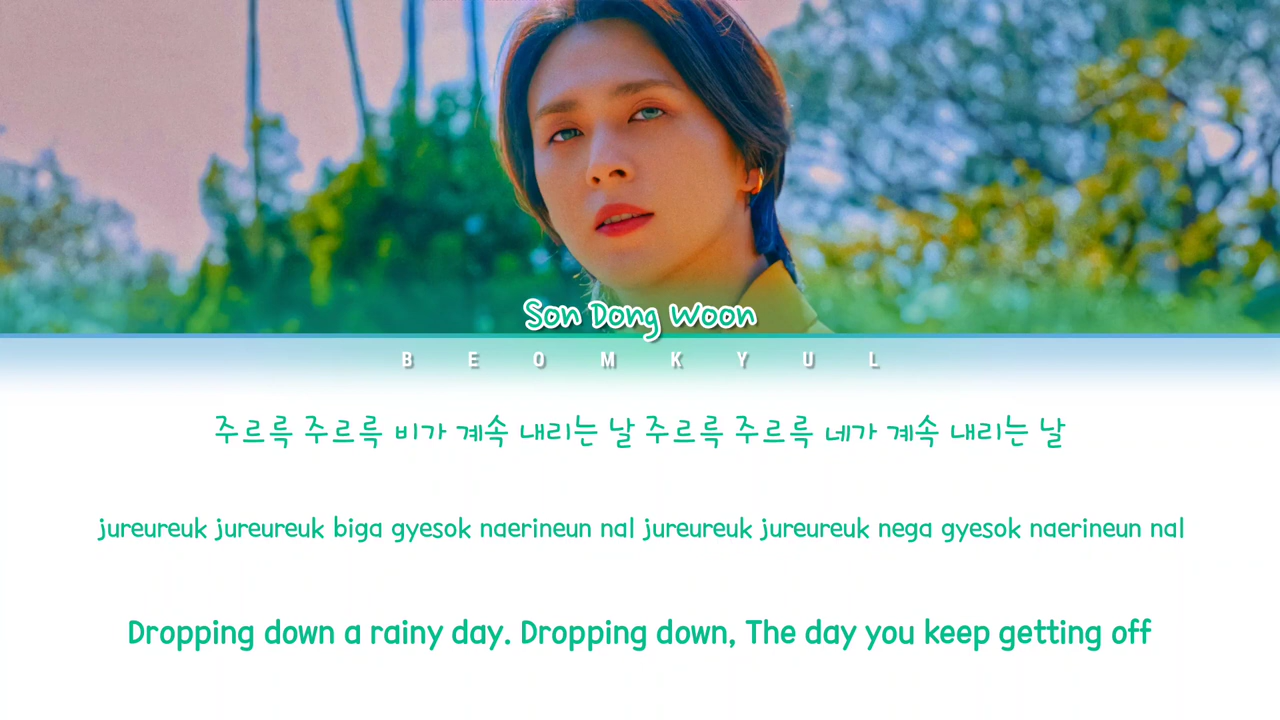 Son Dong Woon
BEOMKYUL
주르륵 주르륵 비가 계속 내리는 날 주르륵 주르륵 네가 계속 내리는 날
jureureuk jureureuk biga gyesok naerineun nal jureureuk jureureuk nega gyesok naerineun nal
Dropping down a rainy day. Dropping down, The day you keep getting off